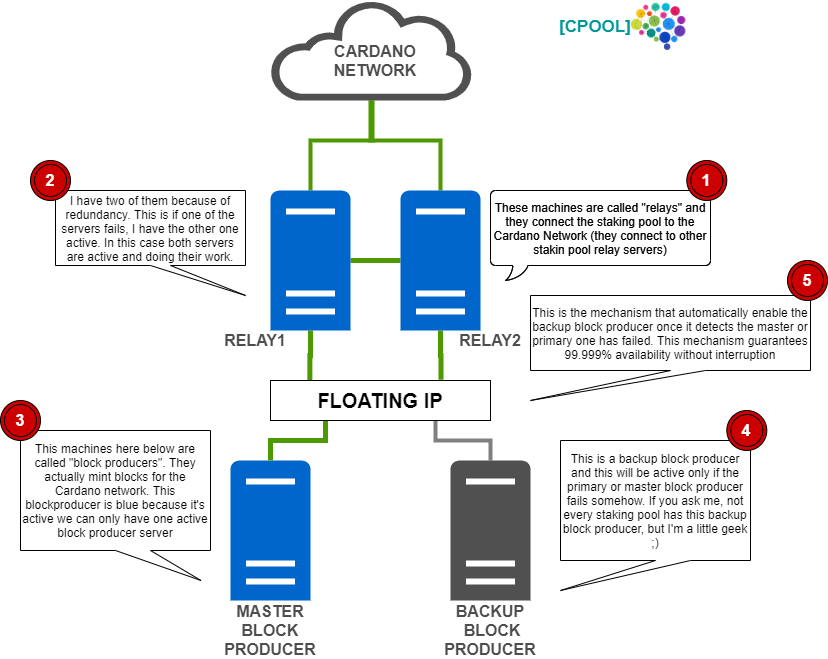 CARDANO
NETWORK
[CPOOL]
2
I have two of them because of
redundancy. This is if one of the
servers fails, I have the other one
active. In this case both servers
are active and doing their work.
1
These machines are called "relays" and
they connect the staking pool to the
Cardano Network (they connect to other
stakin pool relay servers)
RELAY1
RELAY2
5
This is the mechanism that automatically enable the
backup block producer once it detects the master or
primary one has failed. This mechanism guarantees
99.999% availability without interruption
FLOATING IP
3
This machines here below are
called "block producers". They
actually mint blocks for the
Cardano network. This
blockproducer is blue because it's
active we can only have one active
block producer server
4
This is a backup block producer
and this will be active only if the
primary or master block producer
fails somehow. If you ask me, not
every staking pool has this backup
block producer, but I'm a little geek
;)
MASTER
BLOCK
PRODUCER
BACKUP
BLOCK
PRODUCER